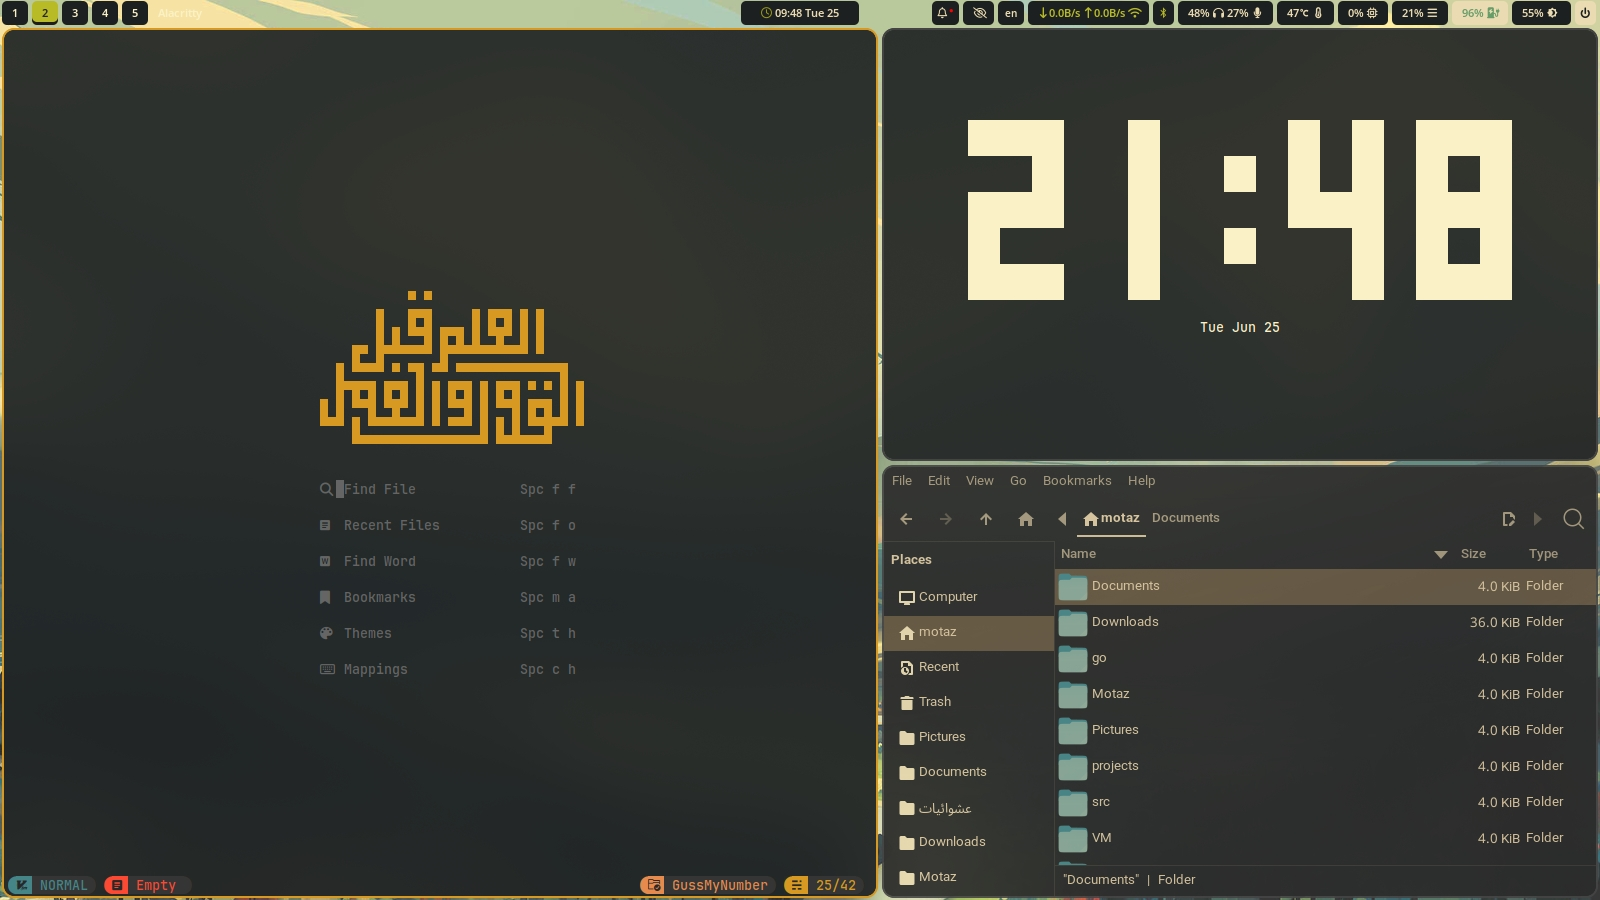 1 2 3 4 5 Alacritty
09:48 Tue 25
en ↓0.0B/s ↑0.0B/s 48% 27% 47℃ 0% 21% 96% 55%
العلم قبل
القول والعمل
Find File Spc f f
Recent Files Spc f o
Find Word Spc f w
Bookmarks Spc m a
Themes Spc t h
Mappings Spc c h
NORMAL Empty GussMyNumber 25/42
21:48
Tue Jun 25
File Edit View Go Bookmarks Help
motaz Documents
Places
Computer
motaz
Recent
Trash
Pictures
Documents
عشوائيات
Downloads
Motaz
Name Size Type
Documents 4.0 KiB Folder
Downloads 36.0 KiB Folder
go 4.0 KiB Folder
Motaz 4.0 KiB Folder
Pictures 4.0 KiB Folder
projects 4.0 KiB Folder
src 4.0 KiB Folder
VM 4.0 KiB Folder
"Documents" | Folder